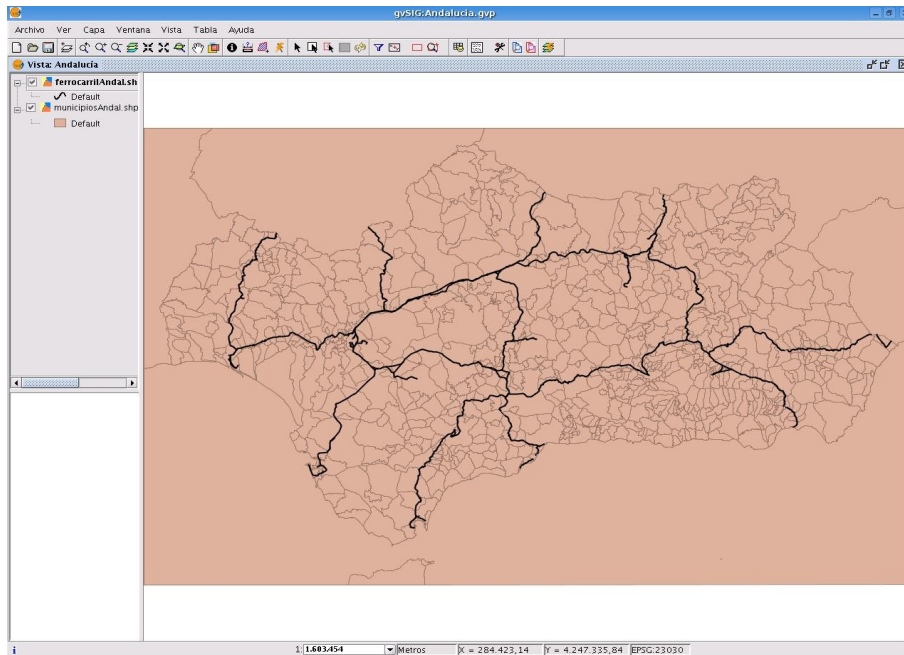 gvSIG:Andalucia.gvp
Archivo Ver Capa Ventana Vista Tabla Ayuda
Vista: Andalucía
ferrocarrilAndal.sh
Default
municipiosAndal.shp
Default
1: 1.603.454 Metros X = 284.423,14 Y = 4.247.335,84 EPSG:23030